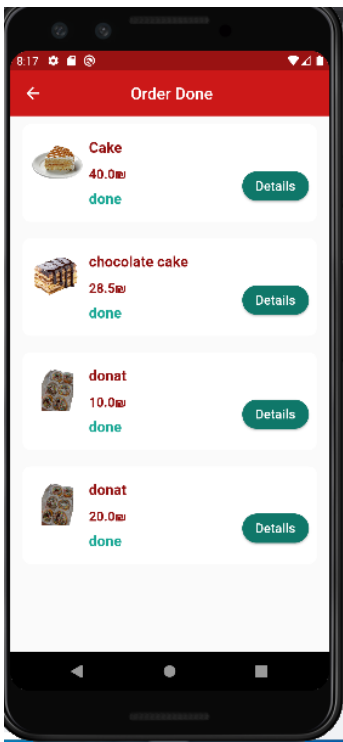 8:17
Order Done
Cake
40.0₪
done
Details
chocolate cake
28.5₪
done
Details
donat
10.0₪
done
Details
donat
20.0₪
done
Details